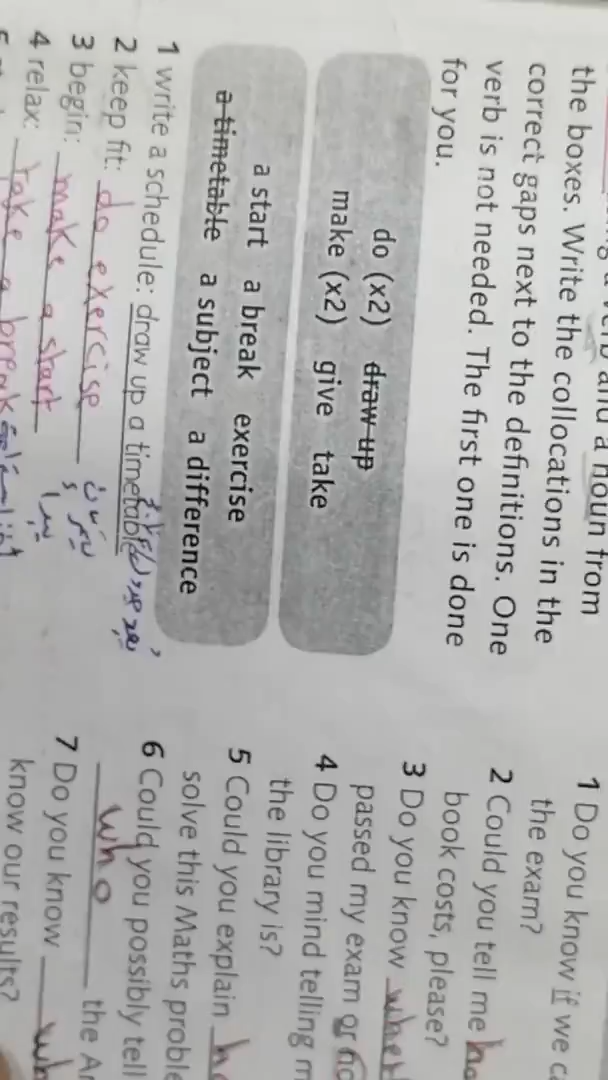 and a noun from
the boxes. Write the collocations in the
correct gaps next to the definitions. One
verb is not needed. The first one is done
for you.
do (x2) draw up
make (x2) give take
a start a break exercise
a timetable a subject a difference
1 write a schedule: draw up a timetable
2 keep fit: do exercise
3 begin: make a start
4 relax: take a break
1 Do you know if we
the exam?
2 Could you tell me
book costs, please?
3 Do you know
passed my exam or
4 Do you mind telling
the library is?
5 Could you explain
solve this Maths
6 Could you possibly tell
who the
7 Do you know
know our results?